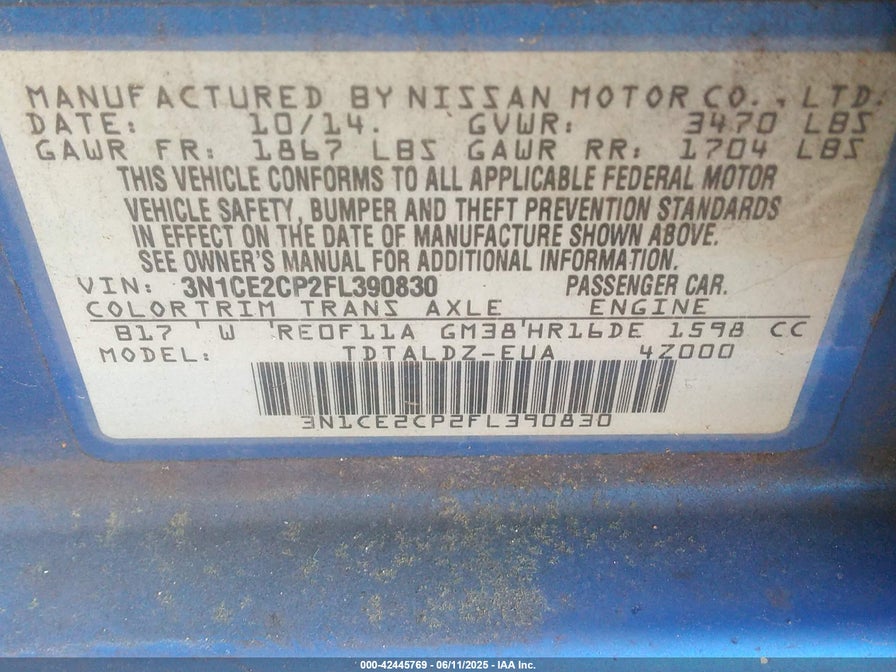 MANUFACTURED BY NISSAN MOTOR CO., LTD.
DATE: 10/14. GVWR: 3470 LBS
GAWR FR: 1867 LBS GAWR RR: 1704 LBS
THIS VEHICLE CONFORMS TO ALL APPLICABLE FEDERAL MOTOR
VEHICLE SAFETY, BUMPER AND THEFT PREVENTION STANDARDS
IN EFFECT ON THE DATE OF MANUFACTURE SHOWN ABOVE.
SEE OWNER'S MANUAL FOR ADDITIONAL INFORMATION.
VIN: 3N1CE2CP2FL390830 PASSENGER CAR.
COLORTRIM TRANS AXLE ENGINE
B17 ' W 'RE0F11A GM38'HR16DE 1598 CC
MODEL: TDTALDZ-EUA 4Z000
3N1CE2CP2FL390830
000-42445769 - 06/11/2025 - IAA Inc.